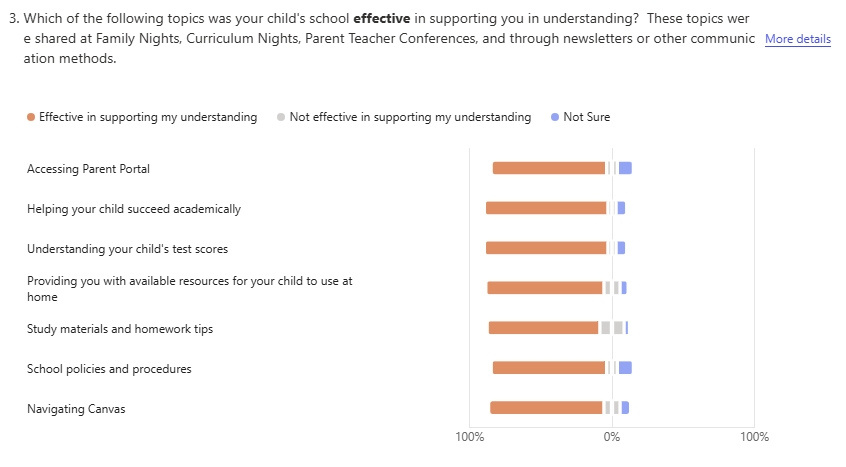 3. Which of the following topics was your child's school effective in supporting you in understanding? These topics wer
e shared at Family Nights, Curriculum Nights, Parent Teacher Conferences, and through newsletters or other communic More details
ation methods.
Effective in supporting my understanding Not effective in supporting my understanding Not Sure
Accessing Parent Portal
Helping your child succeed academically
Understanding your child's test scores
Providing you with available resources for your child to use at
home
Study materials and homework tips
School policies and procedures
Navigating Canvas
100% 0% 100%